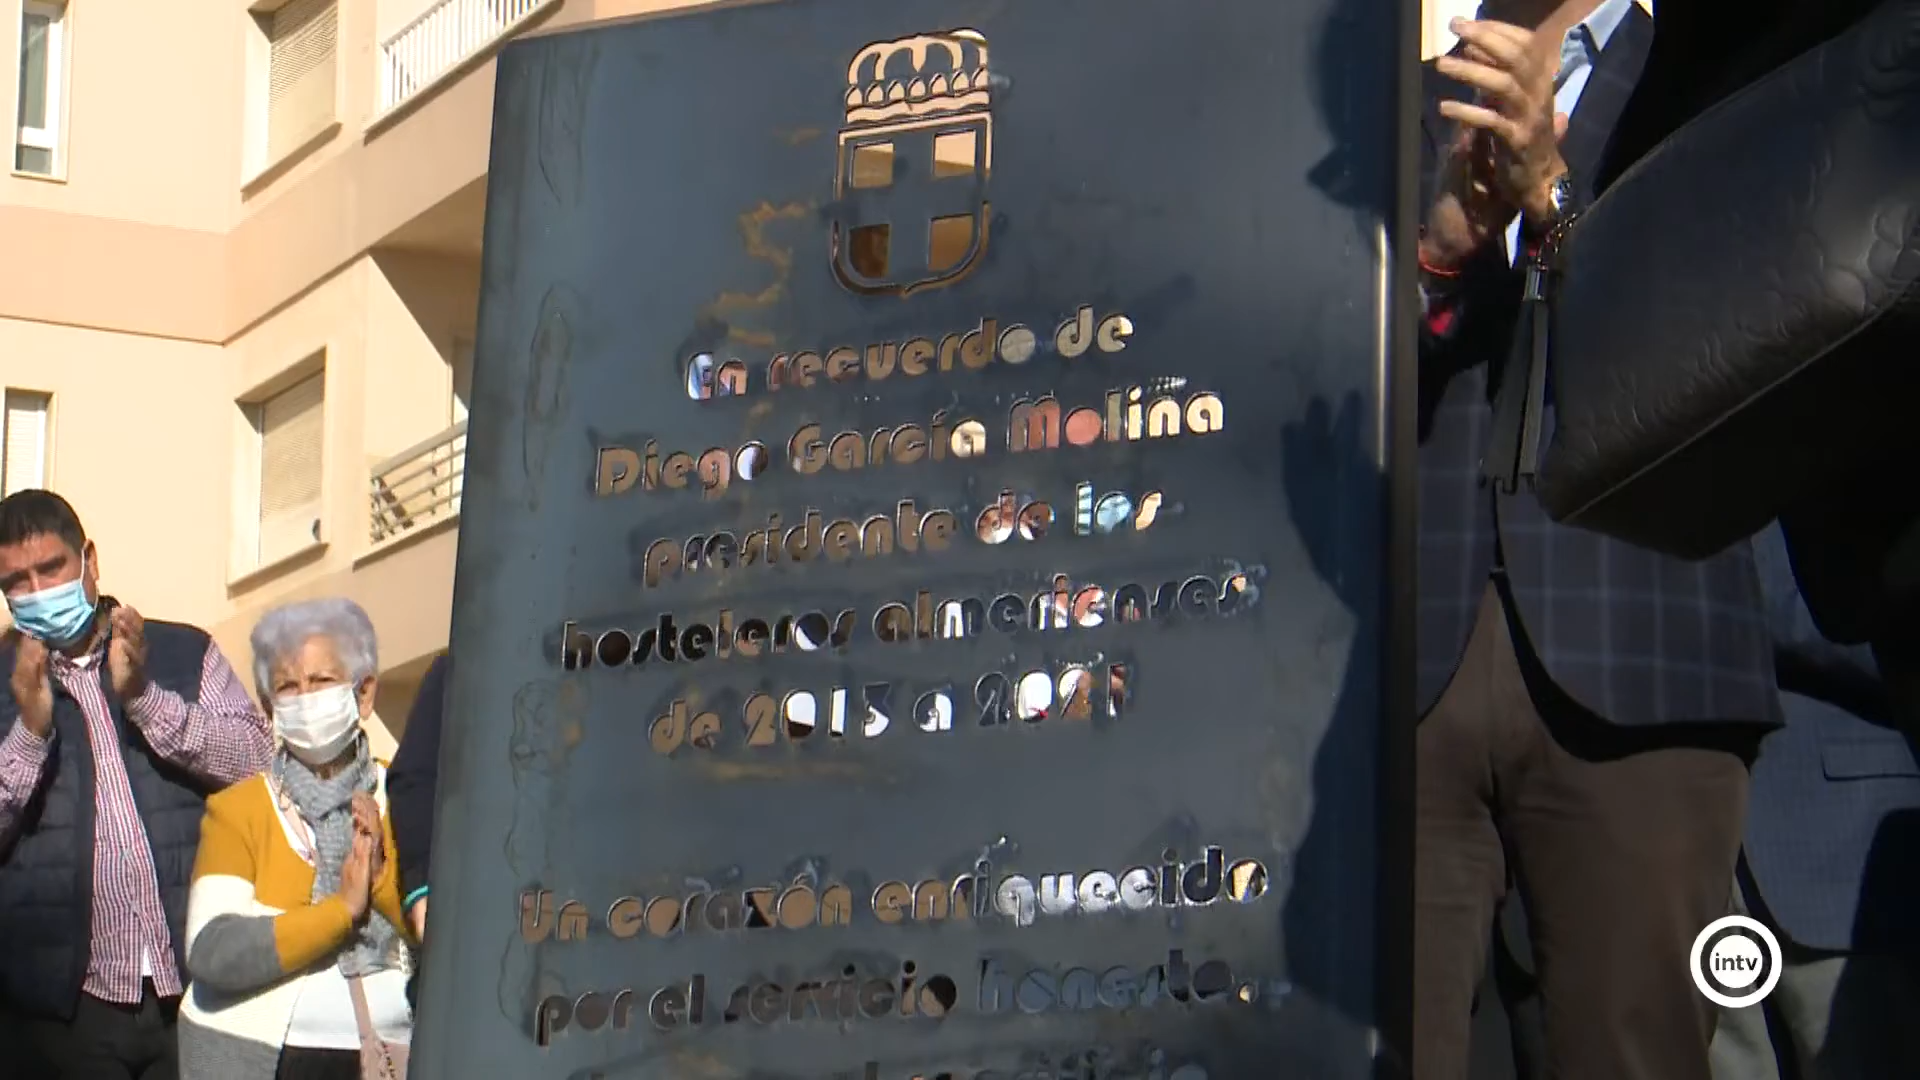 En recuerdo de
Diego García Molina
presidente de los
hosteleros almerienses
de 2013 a 2021
Un corazón enriquecido
por el servicio honesto.
intv